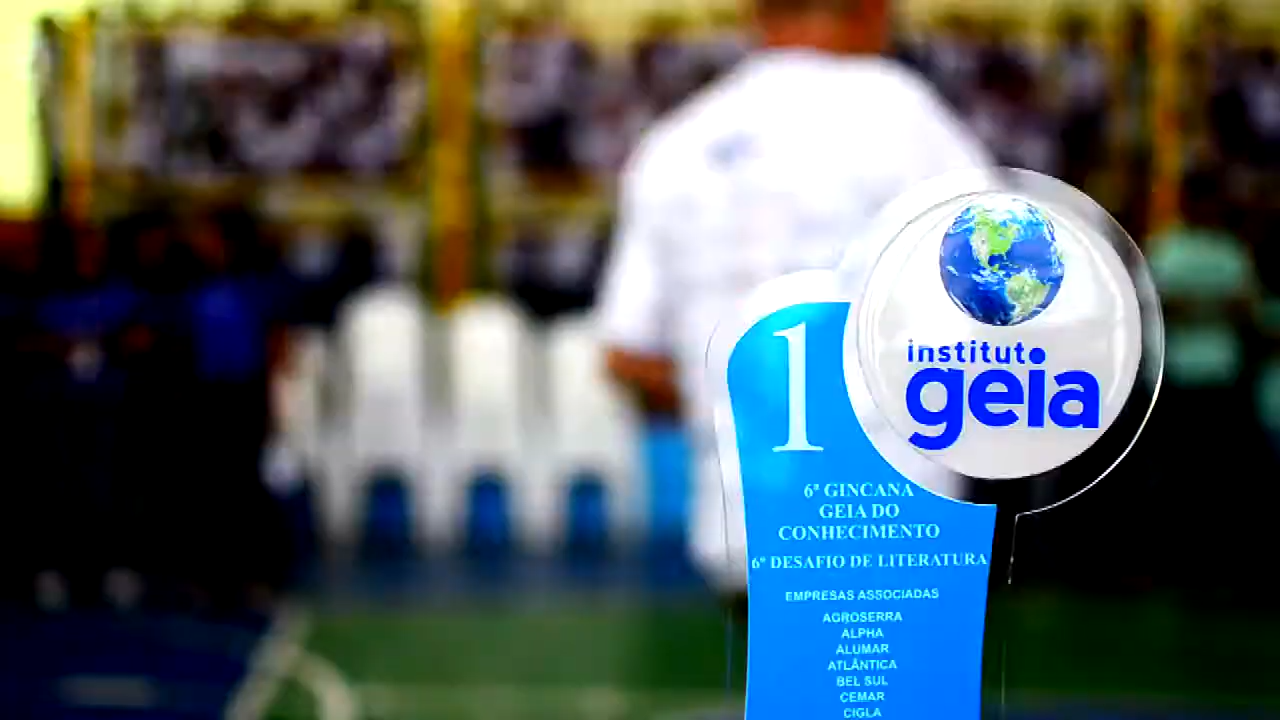 instituto
geia
1
6ª GINCANA
GEIA DO
CONHECIMENTO
6º DESAFIO DE LITERATURA
EMPRESAS ASSOCIADAS
AGROSERRA
ALPHA
ALUMAR
ATLÂNTICA
BEL SUL
CEMAR
CIGLA